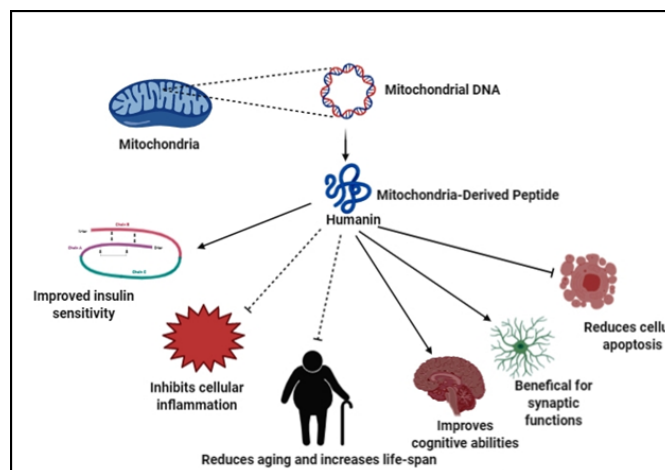 Mitochondrial DNA
Mitochondria
Mitochondria-Derived Peptide
Humanin
Improved insulin
sensitivity
Inhibits cellular
inflammation
Reduces aging and increases life-span
Improves
cognitive abilities
Benefical for
synaptic
functions
Reduces cellu
apoptosis